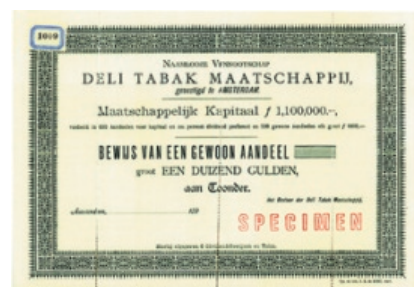 1009
NAAMLOOZE VENNOOTSCHAP
DELI TABAK MAATSCHAPPIJ,
gevestigd te AMSTERDAM.
Maatschappelijk Kapitaal ƒ 1,100,000.-,
BEWIJS VAN EEN GEWOON AANDEEL
groot EEN DUIZEND GULDEN,
aan Toonder.
Amsterdam,
SPECIMEN